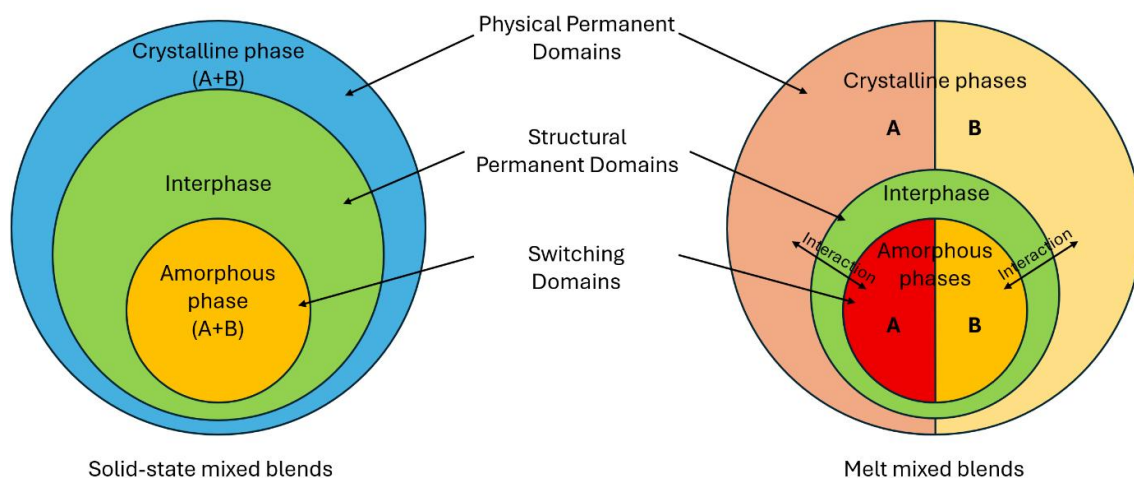 Crystalline phase
(A+B)
Interphase
Amorphous
phase
(A+B)
Solid-state mixed blends
Physical Permanent
Domains
Structural
Permanent Domains
Switching
Domains
Crystalline phases
A B
Interphase
Interaction
Interaction
Amorphous
phases
A B
Melt mixed blends